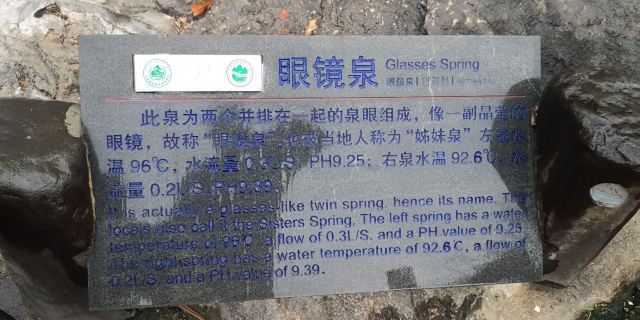 眼镜泉
Glasses Spring
眼鏡泉 | 안경천 |
此泉为两个并排在一起的泉眼组成，像一副晶莹的
眼镜，故称“眼镜泉”；也被当地人称为“姊妹泉”左泉水
温 96℃，水流量 0.3L/S，PH9.25；右泉水温 92.6℃，水
流量 0.2L/S，PH9.39。
It is actually a glasses-like twin spring, hence its name. The
locals also call it the Sisters Spring. The left spring has a water
temperature of 96℃, a flow of 0.3L/S, and a PH value of 9.25.
The right spring has a water temperature of 92.6℃, a flow of
0.2L/S, and a PH value of 9.39.